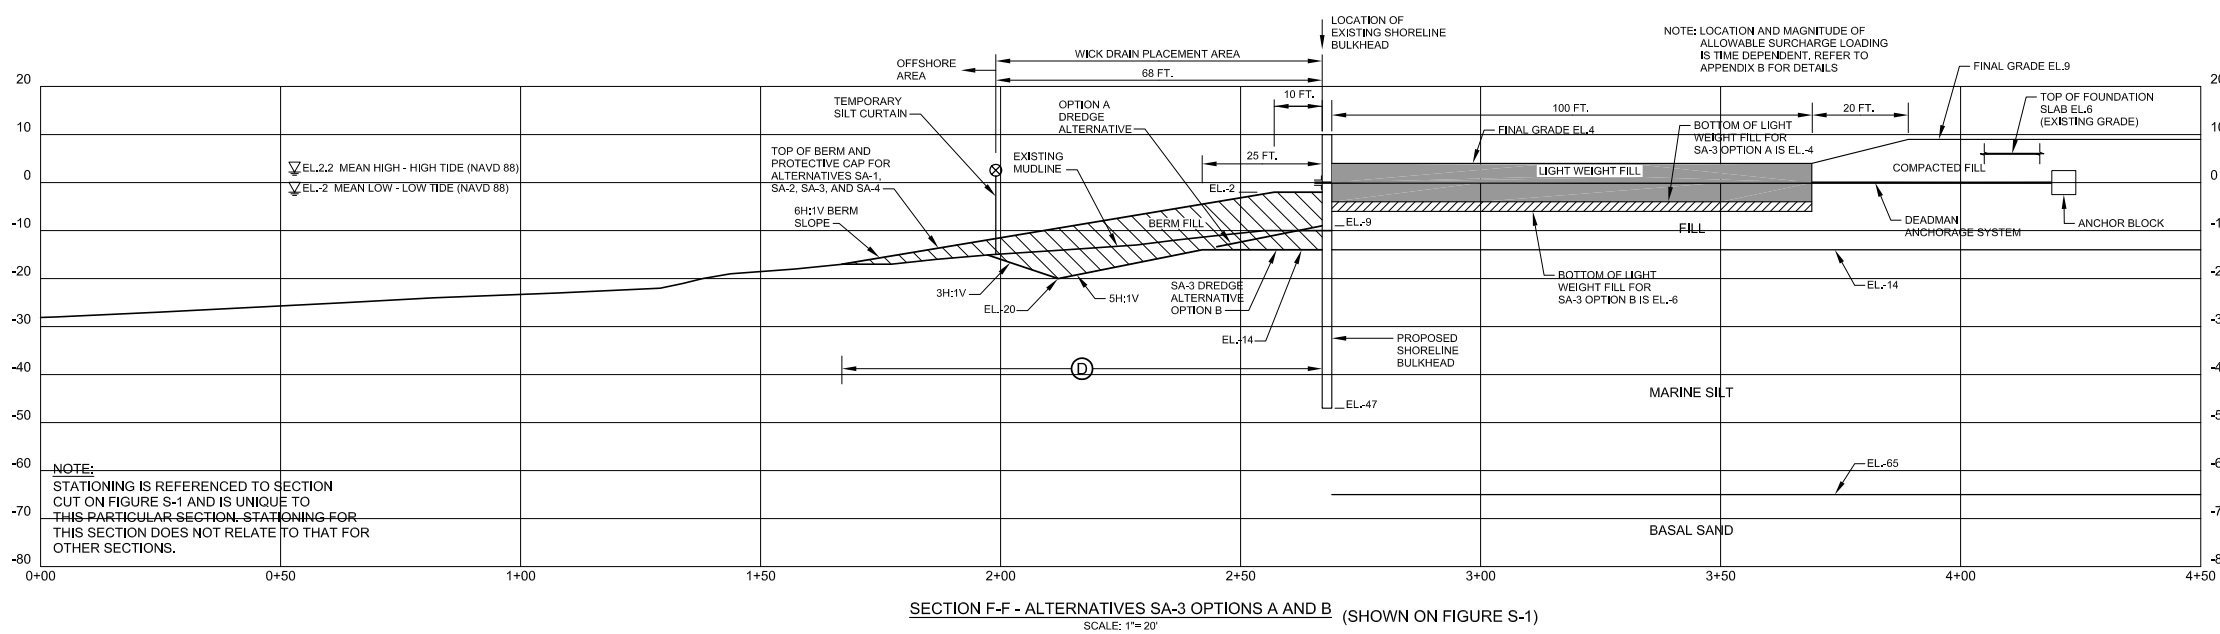 LOCATION OF
EXISTING SHORELINE
BULKHEAD
NOTE: LOCATION AND MAGNITUDE OF
ALLOWABLE SURCHARGE LOADING
IS TIME DEPENDENT, REFER TO
APPENDIX B FOR DETAILS
WICK DRAIN PLACEMENT AREA
OFFSHORE
AREA
68 FT.
FINAL GRADE EL.9
TEMPORARY
SILT CURTAIN
OPTION A
DREDGE
ALTERNATIVE
10 FT.
100 FT.
20 FT.
TOP OF FOUNDATION
SLAB EL.6
(EXISTING GRADE)
FINAL GRADE EL.4
BOTTOM OF LIGHT
WEIGHT FILL FOR
SA-3 OPTION A IS EL.-4
TOP OF BERM AND
PROTECTIVE CAP FOR
ALTERNATIVES SA-1,
SA-2, SA-3, AND SA-4
EXISTING
MUDLINE
25 FT.
EL.2.2 MEAN HIGH - HIGH TIDE (NAVD 88)
EL.-2 MEAN LOW - LOW TIDE (NAVD 88)
LIGHT WEIGHT FILL
COMPACTED FILL
EL.-2
6H:1V BERM
SLOPE
BERM FILL
EL.-9
FILL
DEADMAN
ANCHORAGE SYSTEM
ANCHOR BLOCK
3H:1V
EL.-20
5H:1V
SA-3 DREDGE
ALTERNATIVE
OPTION B
BOTTOM OF LIGHT
WEIGHT FILL FOR
SA-3 OPTION B IS EL.-6
EL.-14
EL.-14
PROPOSED
SHORELINE
BULKHEAD
D
MARINE SILT
EL.-47
EL.-65
BASAL SAND
NOTE:
STATIONING IS REFERENCED TO SECTION
CUT ON FIGURE S-1 AND IS UNIQUE TO
THIS PARTICULAR SECTION. STATIONING FOR
THIS SECTION DOES NOT RELATE TO THAT FOR
OTHER SECTIONS.
20
10
0
-10
-20
-30
-40
-50
-60
-70
-80
10
0
0+00
0+50
1+00
1+50
2+00
2+50
3+00
3+50
4+00
4+50
SECTION F-F - ALTERNATIVES SA-3 OPTIONS A AND B (SHOWN ON FIGURE S-1)
SCALE: 1"= 20'